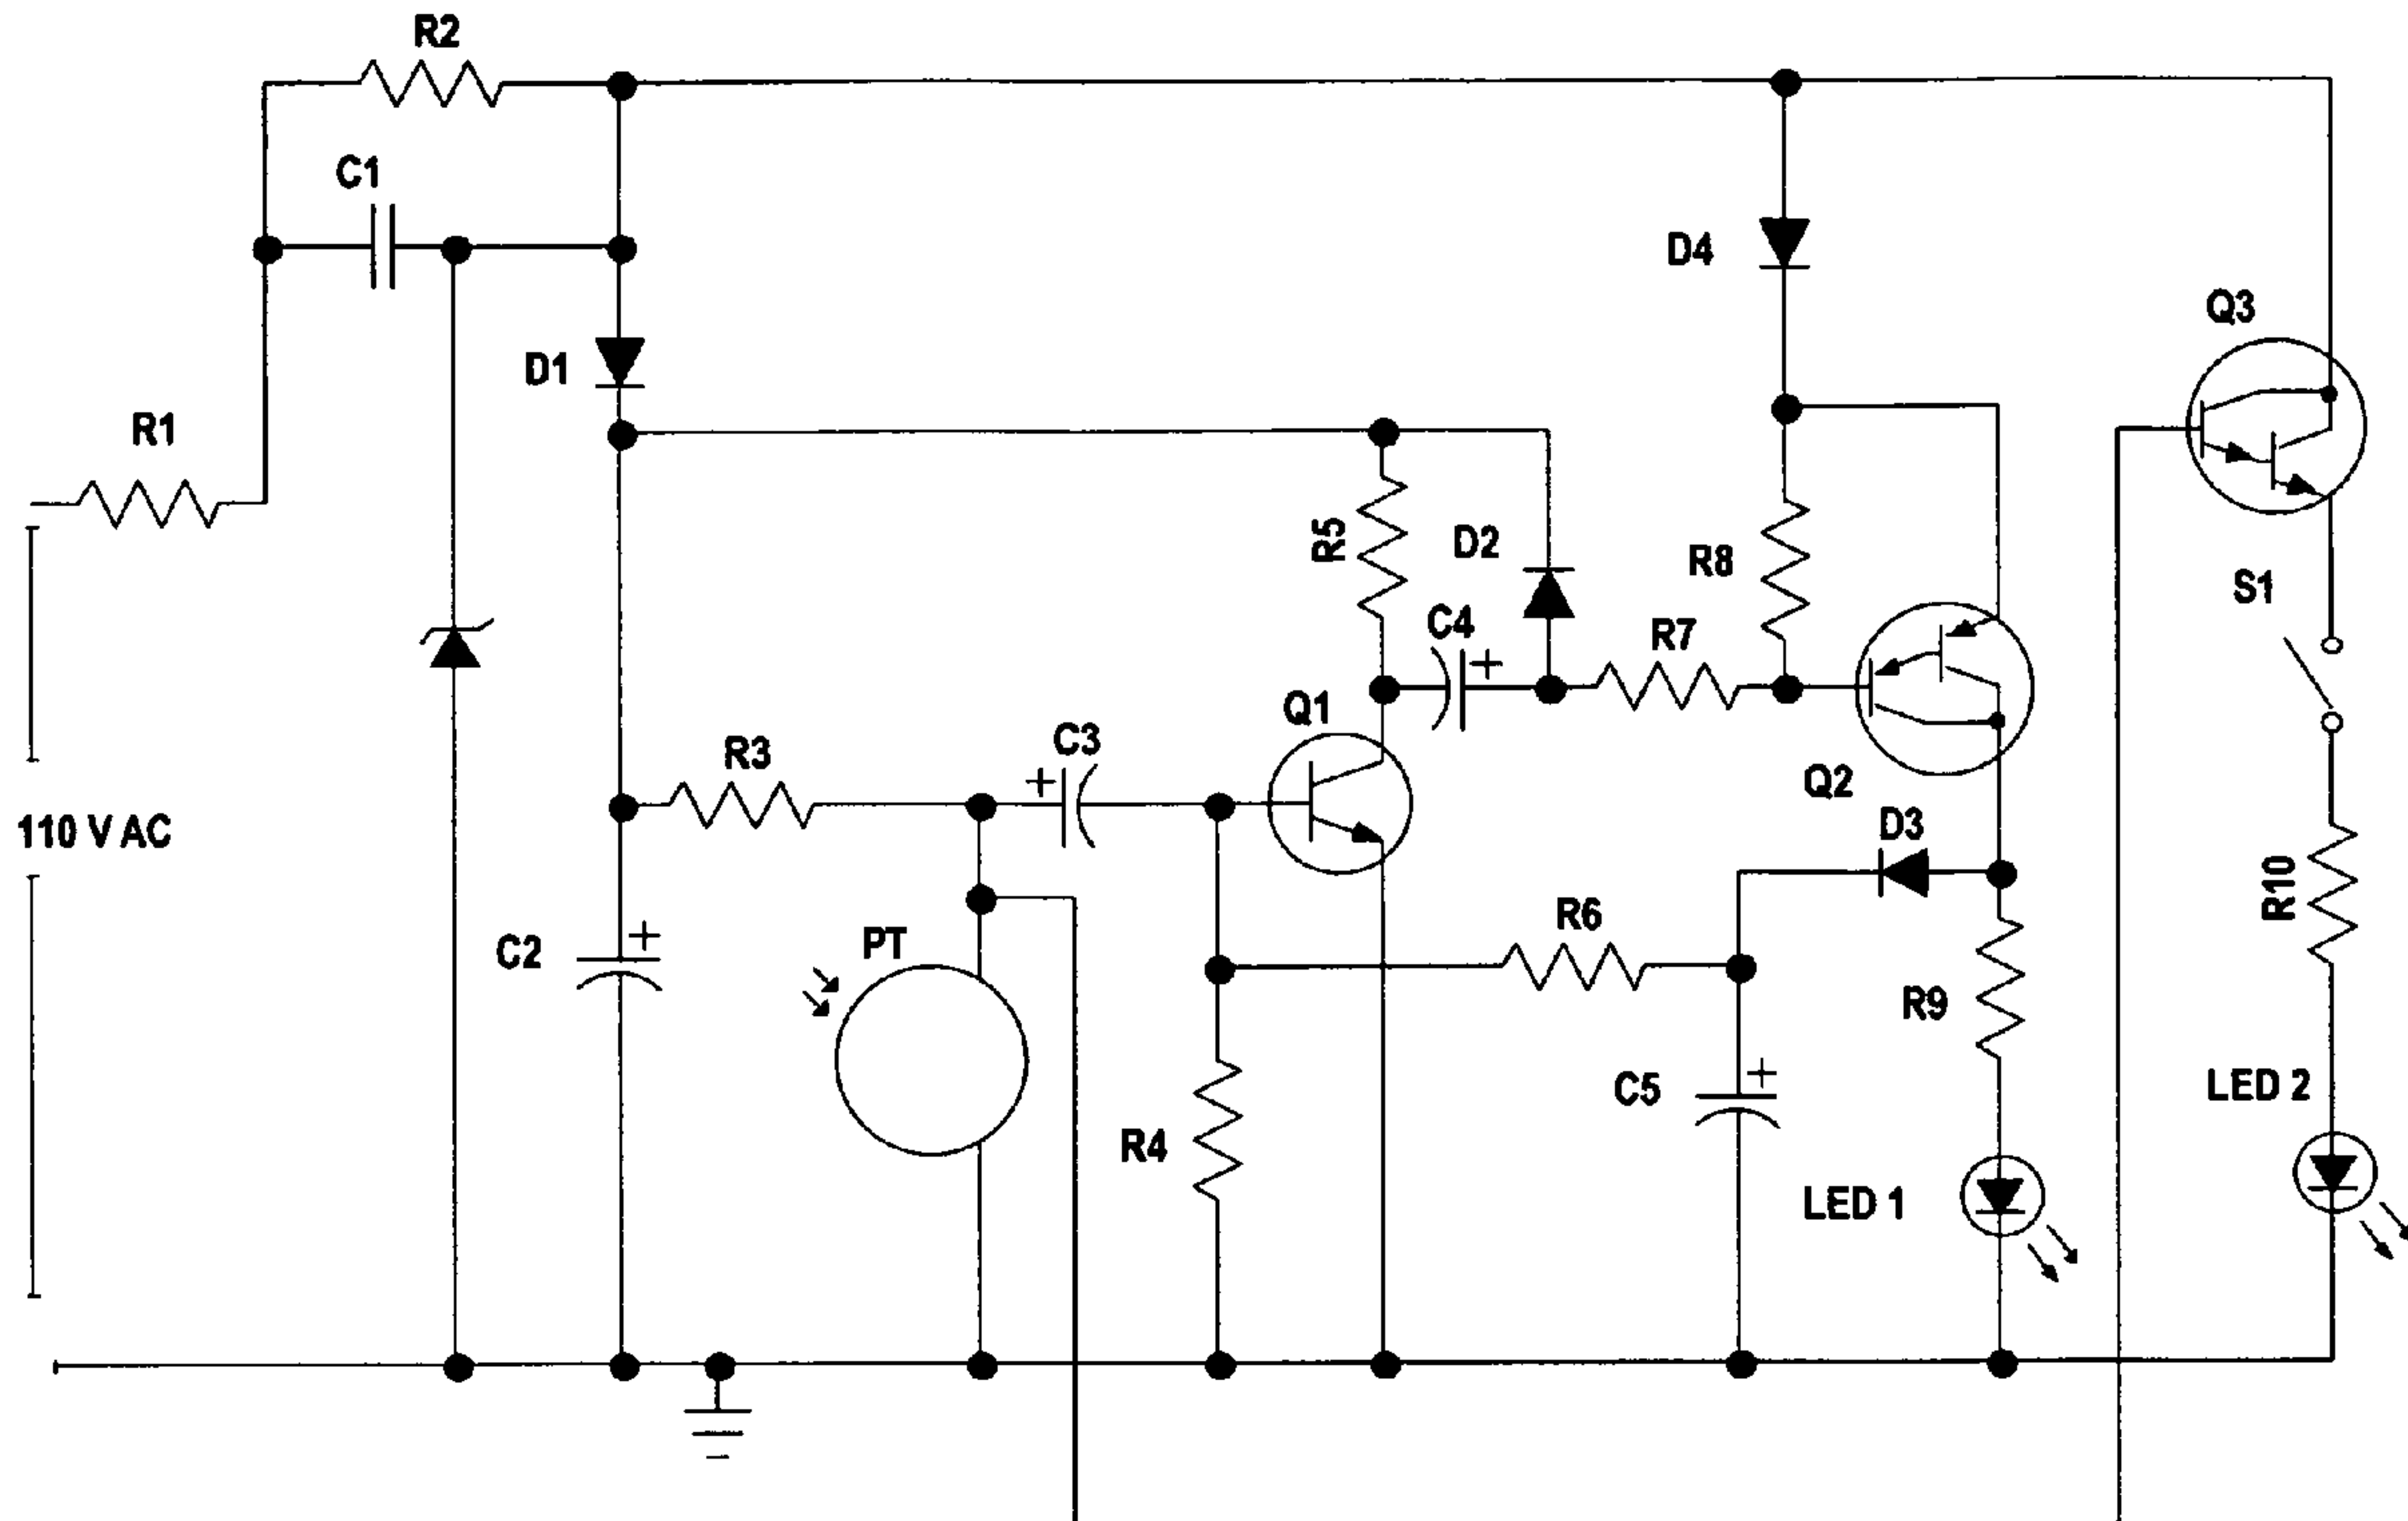 R2
C1
D4
Q3
D1
R1
R5
D2
R8
S1
C4
R7
Q1
C3
R3
Q2
D3
110 V AC
R10
R6
PT
C2
R9
C5
LED 2
R4
LED 1